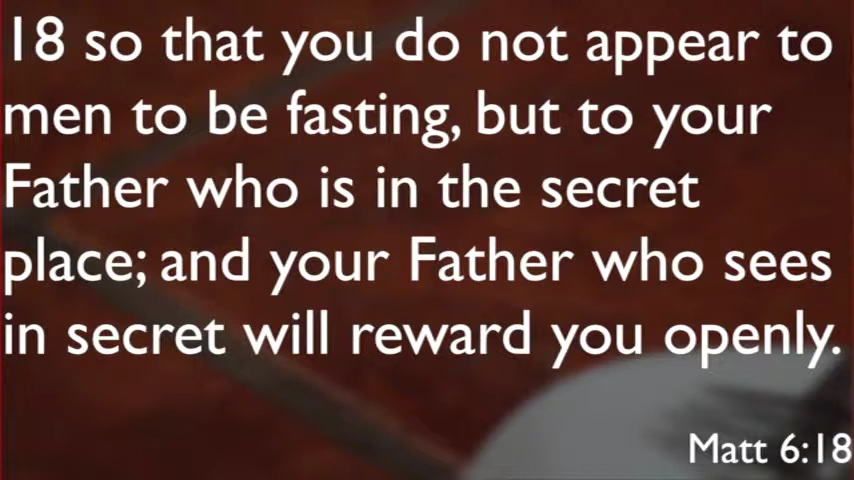 18 so that you do not appear to
men to be fasting, but to your
Father who is in the secret
place; and your Father who sees
in secret will reward you openly.
Matt 6:18